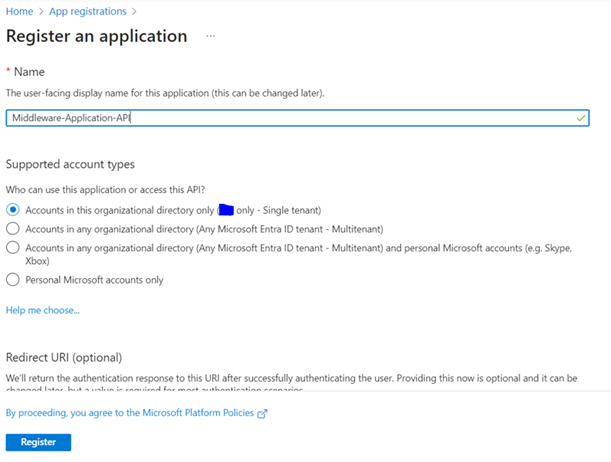 Home > App registrations >
Register an application ...
* Name
The user-facing display name for this application (this can be changed later).
Middleware-Application-API
Supported account types
Who can use this application or access this API?
Accounts in this organizational directory only ( only - Single tenant)
Accounts in any organizational directory (Any Microsoft Entra ID tenant - Multitenant)
Accounts in any organizational directory (Any Microsoft Entra ID tenant - Multitenant) and personal Microsoft accounts (e.g. Skype,
Xbox)
Personal Microsoft accounts only
Help me choose...
Redirect URI (optional)
We'll return the authentication response to this URI after successfully authenticating the user. Providing this now is optional and it can be
changed later, but a value is required for most authentication scenarios.
By proceeding, you agree to the Microsoft Platform Policies
Register